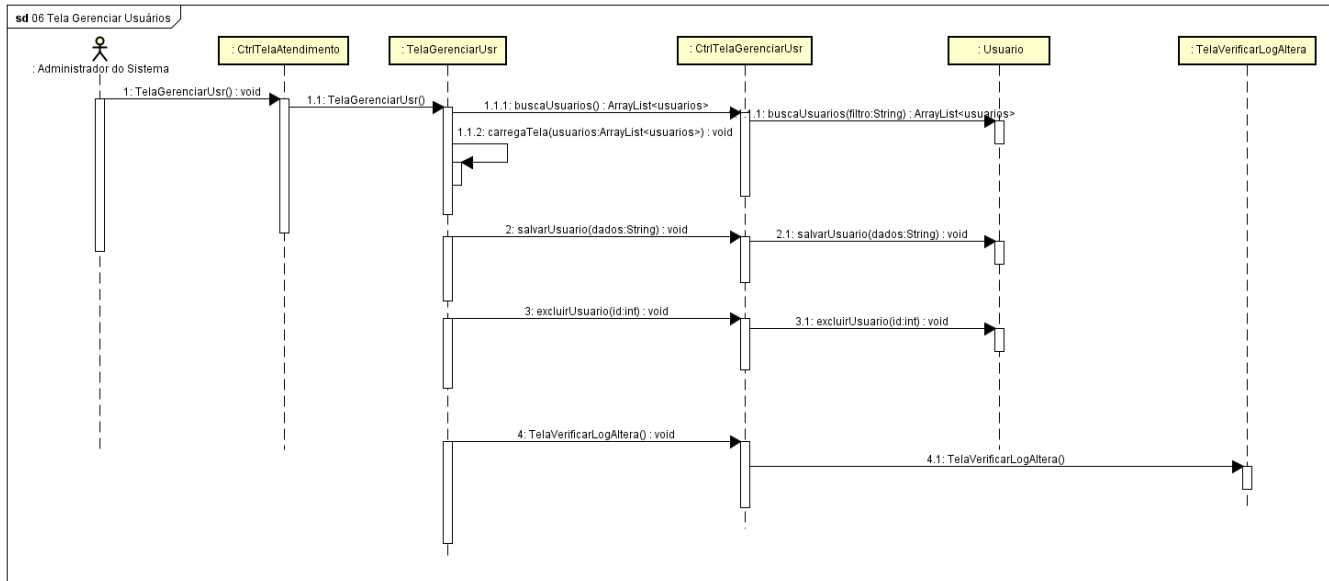 sd 06 Tela Gerenciar Usuários
: Administrador do Sistema
: CtrlTelaAtendimento
: TelaGerenciarUsr
: CtrlTelaGerenciarUsr
: Usuario
: TelaVerificarLogAltera
1: TelaGerenciarUsr() : void
1.1: TelaGerenciarUsr()
1.1.1: buscaUsuarios() : ArrayList<usuarios>
1.1.1: buscaUsuarios(filtro:String) : ArrayList<usuarios>
1.1.2: carregaTela(usuarios:ArrayList<usuarios>) : void
2: salvarUsuario(dados:String) : void
2.1: salvarUsuario(dados:String) : void
3: excluirUsuario(id:int) : void
3.1: excluirUsuario(id:int) : void
4: TelaVerificarLogAltera() : void
4.1: TelaVerificarLogAltera()